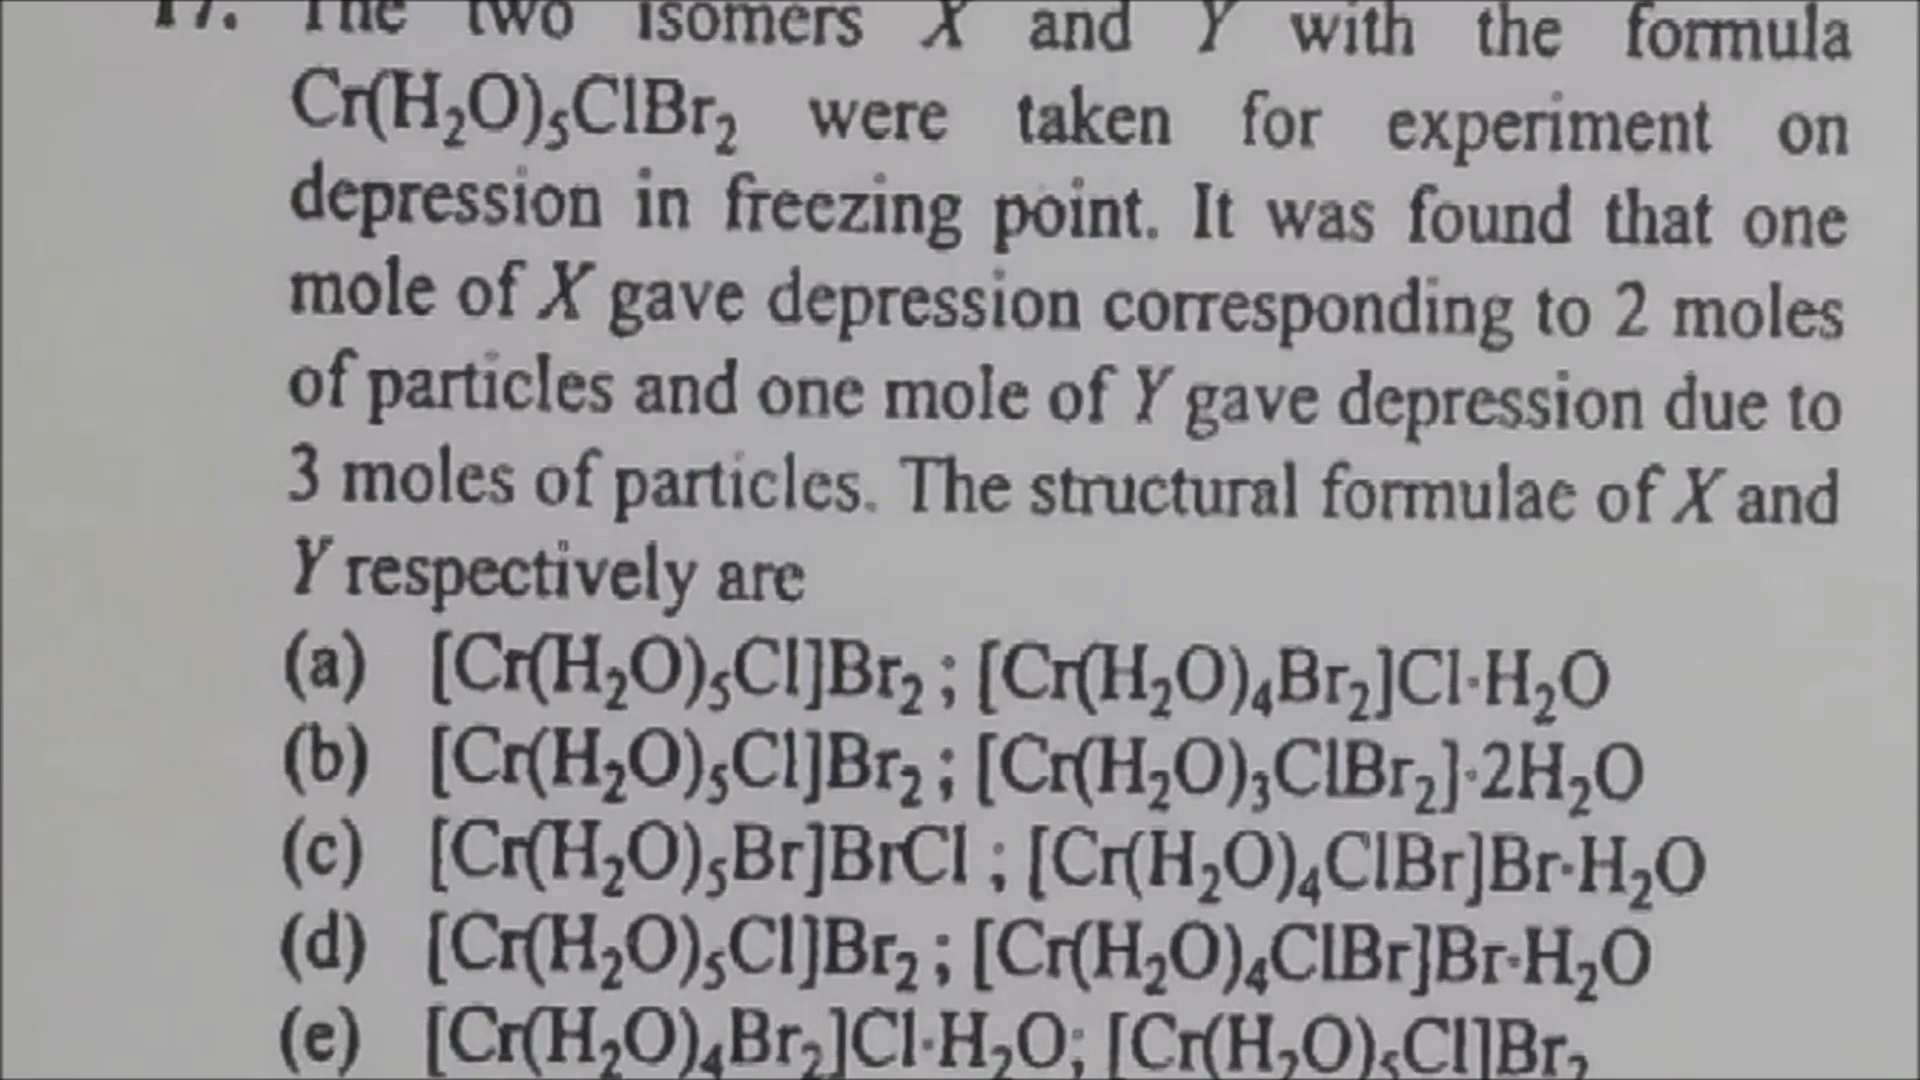 17. The two isomers X and Y with the formula
Cr(H₂O)₅ClBr₂ were taken for experiment on
depression in freezing point. It was found that one
mole of X gave depression corresponding to 2 moles
of particles and one mole of Y gave depression due to
3 moles of particles. The structural formulae of X and
Y respectively are
(a) [Cr(H₂O)₅Cl]Br₂ ; [Cr(H₂O)₄Br₂]Cl·H₂O
(b) [Cr(H₂O)₅Cl]Br₂ ; [Cr(H₂O)₃ClBr₂]·2H₂O
(c) [Cr(H₂O)₅Br]BrCl ; [Cr(H₂O)₄ClBr]Br·H₂O
(d) [Cr(H₂O)₅Cl]Br₂ ; [Cr(H₂O)₄ClBr]Br·H₂O
(e) [Cr(H₂O)₄Br₂]Cl·H₂O; [Cr(H₂O)₅Cl]Br₂